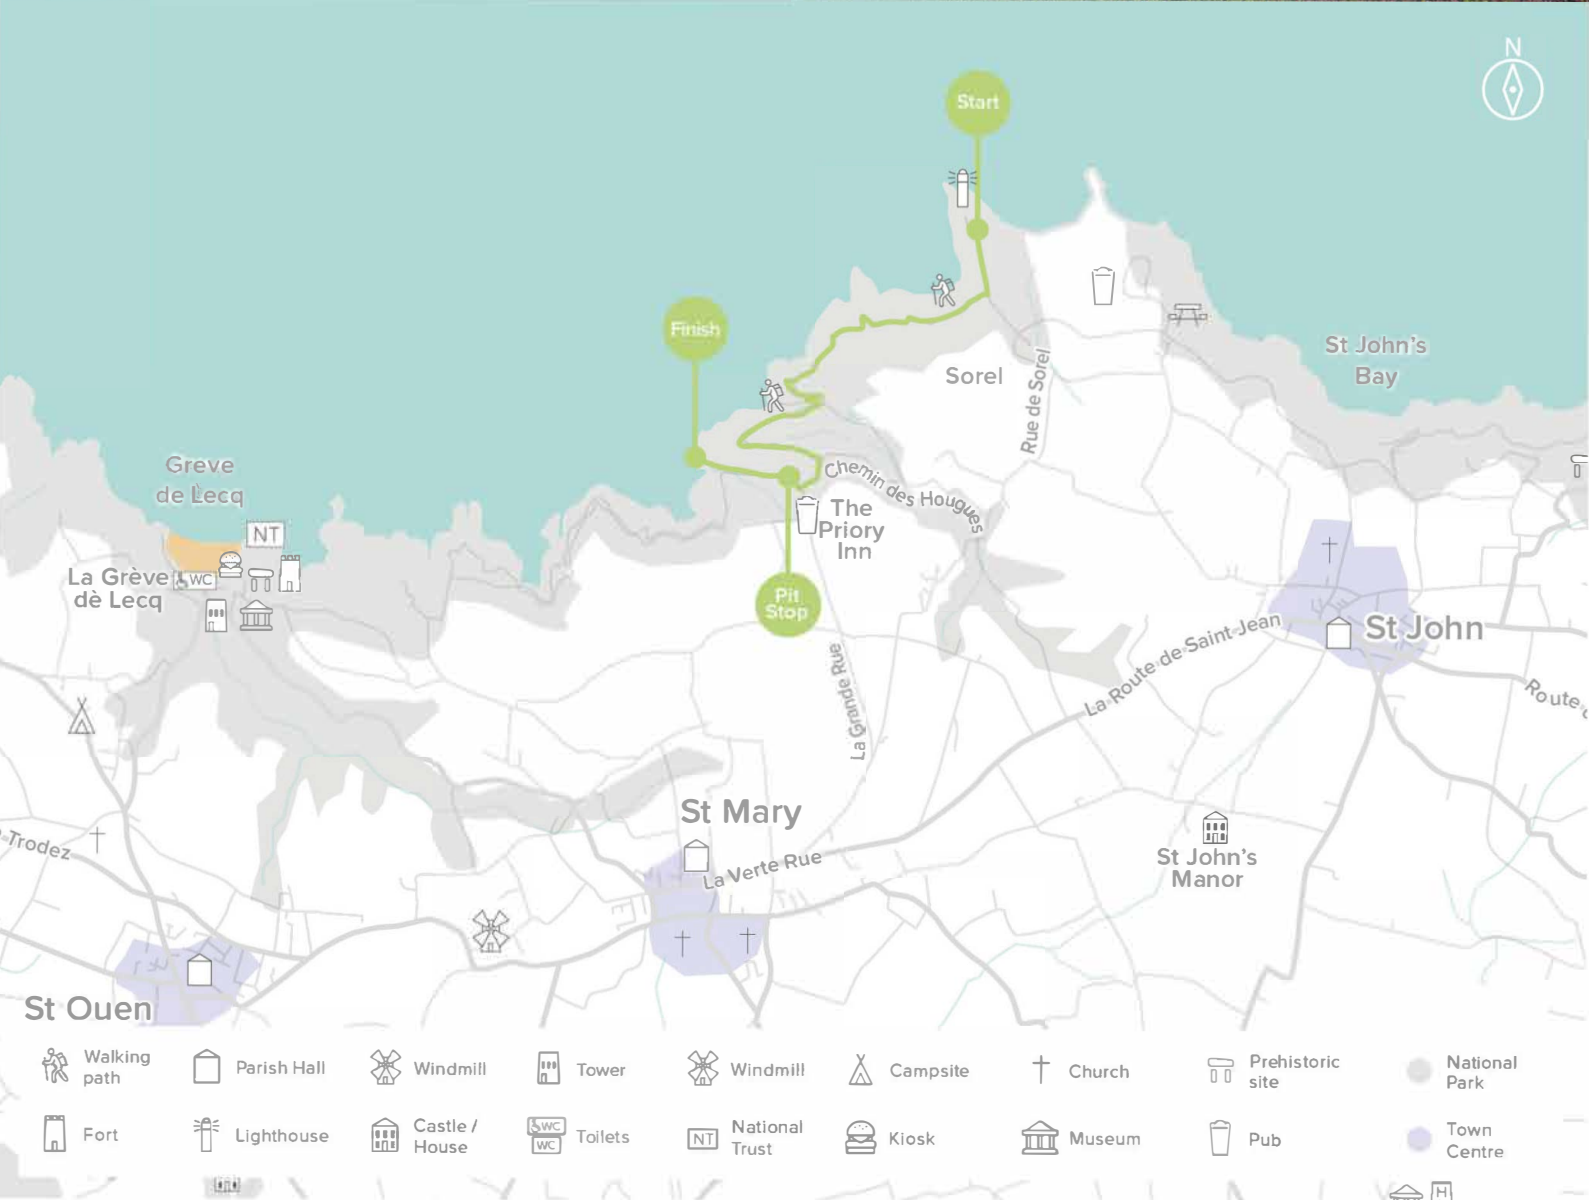 N
Start
Finish
St John's
Bay
Sorel
Rue de Sorel
Greve
de Lecq
NT
Chemin des Hougues
The
Priory
Inn
La Grève
dè Lecq
WC
Pit
Stop
St John
La Route de Saint Jean
Route
La Grande Rue
St Mary
La Verte Rue
St John's
Manor
Trodez
St Ouen
Walking
path
Parish Hall
Windmill
Tower
Windmill
Campsite
Church
Prehistoric
site
National
Park
Fort
Lighthouse
Castle /
House
WC
WC
Toilets
NT
National
Trust
Kiosk
Museum
Pub
Town
Centre
H